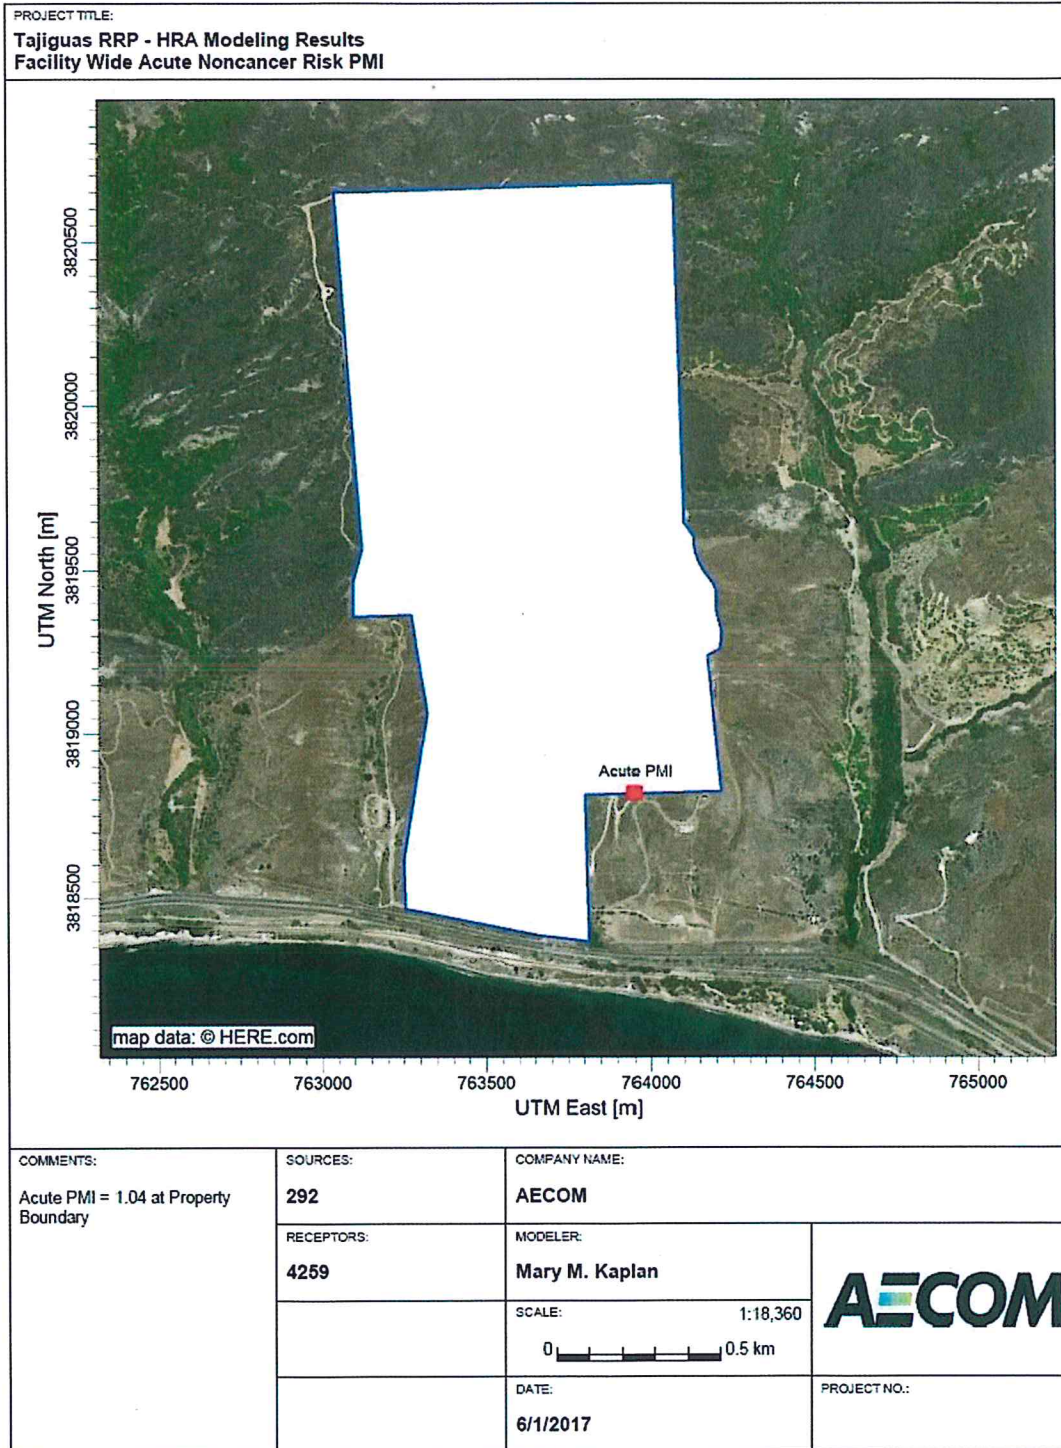 PROJECT TITLE:
Tajiguas RRP - HRA Modeling Results
Facility Wide Acute Noncancer Risk PMI
UTM North [m]
3820500
3820000
3819500
3819000
3818500
Acute PMI
map data: © HERE.com
762500 763000 763500 764000 764500 765000
UTM East [m]
COMMENTS:
Acute PMI = 1.04 at Property
Boundary
SOURCES:
292
COMPANY NAME:
AECOM
RECEPTORS:
4259
MODELER:
Mary M. Kaplan
SCALE:
1:18,360
0 0.5 km
AECOM
DATE:
6/1/2017
PROJECT NO.: